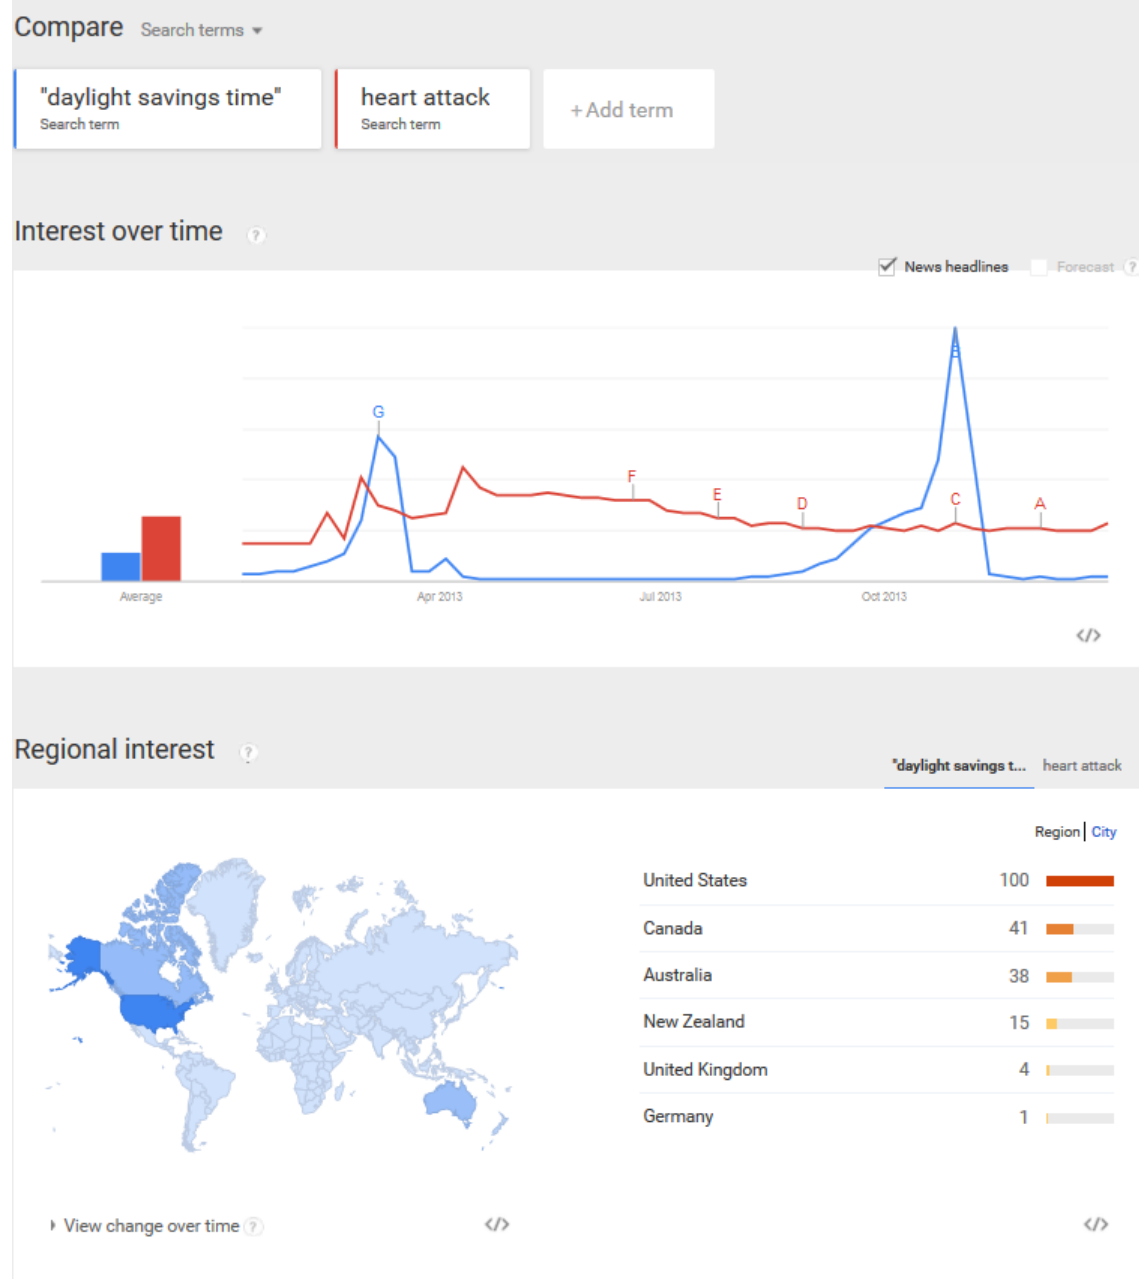 Compare Search terms
"daylight savings time" heart attack +Add term
Search term Search term
Interest over time ?
News headlines Forecast ?
B
G
F
E
D
C
A
Average Apr 2013 Jul 2013 Oct 2013
</>
Regional interest ?
"daylight savings t... heart attack
Region | City
United States 100
Canada 41
Australia 38
New Zealand 15
United Kingdom 4
Germany 1
View change over time ? </> </>